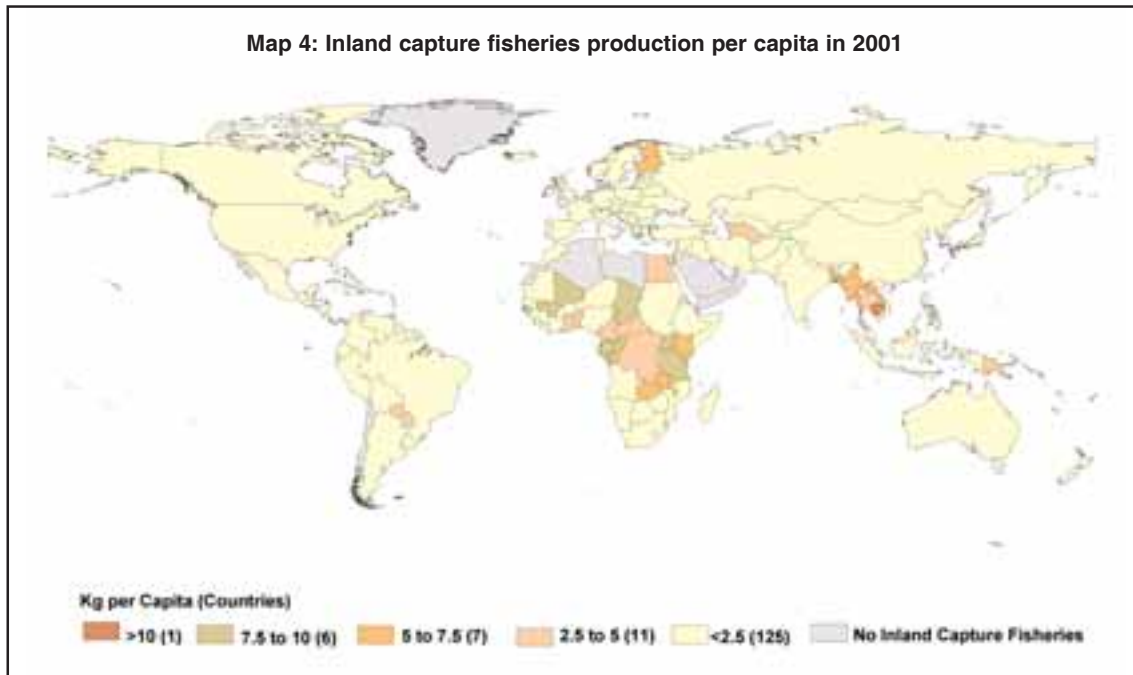 Map 4: Inland capture fisheries production per capita in 2001
Kg per Capita (Countries)
>10 (1) 7.5 to 10 (6) 5 to 7.5 (7) 2.5 to 5 (11) <2.5 (125) No Inland Capture Fisheries